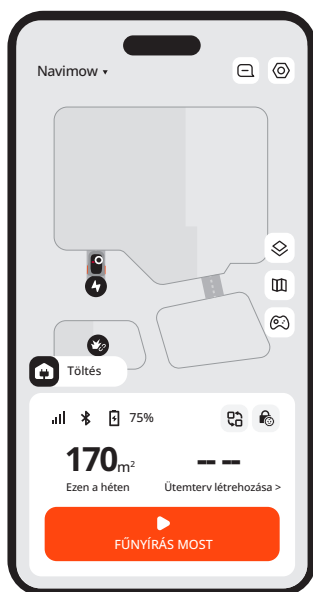 Navimow ▾
Töltés
75%
170m²
-- --
Ezen a héten
Ütemterv létrehozása >
FŰNYÍRÁS MOST